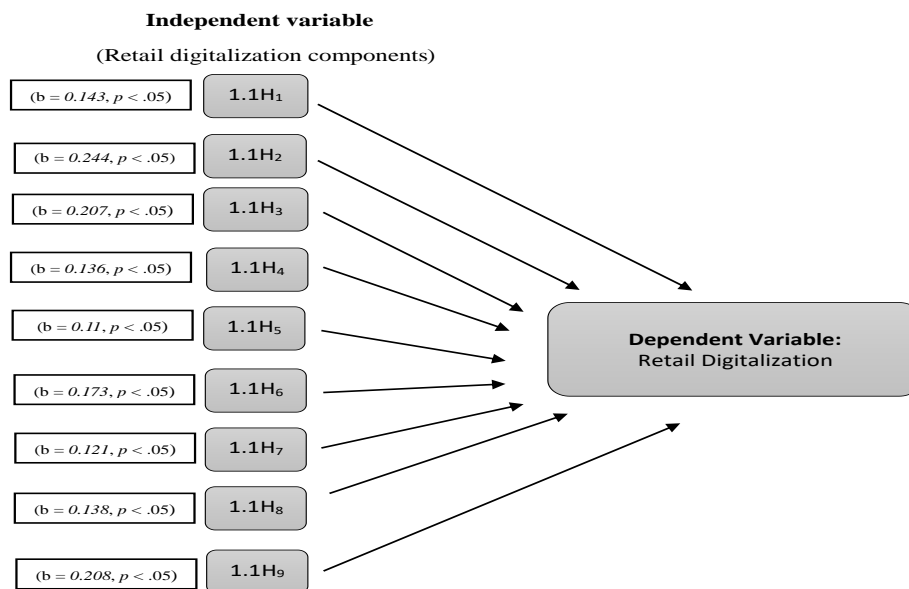 Independent variable
(Retail digitalization components)
(b = 0.143, p < .05) 1.1H₁
(b = 0.244, p < .05) 1.1H₂
(b = 0.207, p < .05) 1.1H₃
(b = 0.136, p < .05) 1.1H₄
(b = 0.11, p < .05) 1.1H₅
Dependent Variable:
Retail Digitalization
(b = 0.173, p < .05) 1.1H₆
(b = 0.121, p < .05) 1.1H₇
(b = 0.138, p < .05) 1.1H₈
(b = 0.208, p < .05) 1.1H₉